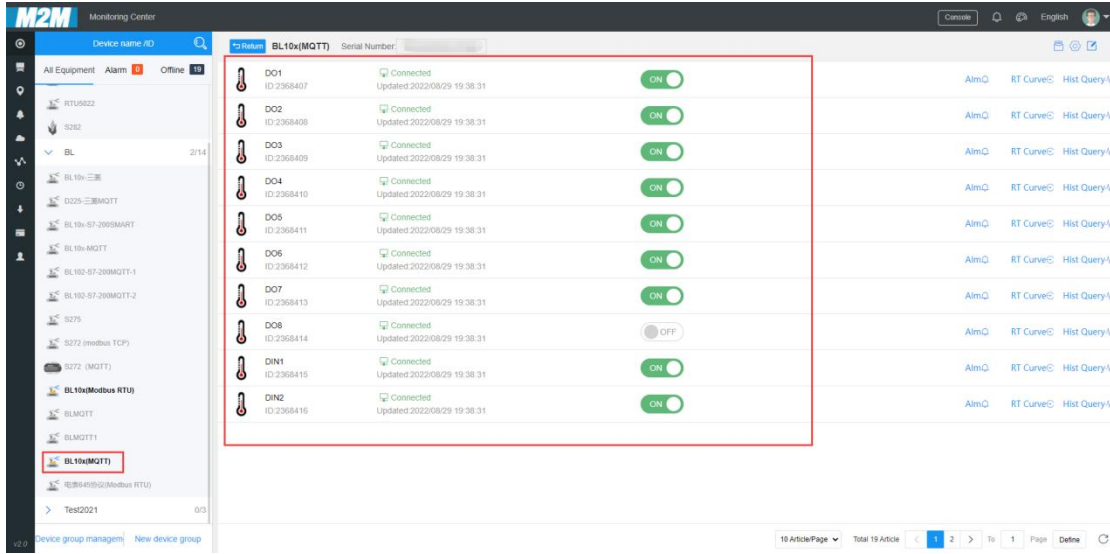 M2M Monitoring Center Console English
Device name /ID
All Equipment Alarm 0 Offline 19
RTU5022
S282
BL 2/14
BL10x-三菱
D225-三菱MQTT
BL10x-S7-200SMART
BL10x-MQTT
BL102-S7-200MQTT-1
BL102-S7-200MQTT-2
S275
S272 (modbus TCP)
S272 (MQTT)
BL10x(Modbus RTU)
BLMQTT
BLMQTT1
BL10x(MQTT)
电表645协议(Modbus RTU)
Test2021 0/3
v2.0 Device group managem New device group
Return BL10x(MQTT) Serial Number:
DO1 Connected ON Alm RT Curve Hist Query
ID:2368407 Updated:2022/08/29 19:38:31
DO2 Connected ON Alm RT Curve Hist Query
ID:2368408 Updated:2022/08/29 19:38:31
DO3 Connected ON Alm RT Curve Hist Query
ID:2368409 Updated:2022/08/29 19:38:31
DO4 Connected ON Alm RT Curve Hist Query
ID:2368410 Updated:2022/08/29 19:38:31
DO5 Connected ON Alm RT Curve Hist Query
ID:2368411 Updated:2022/08/29 19:38:31
DO6 Connected ON Alm RT Curve Hist Query
ID:2368412 Updated:2022/08/29 19:38:31
DO7 Connected ON Alm RT Curve Hist Query
ID:2368413 Updated:2022/08/29 19:38:31
DO8 Connected OFF Alm RT Curve Hist Query
ID:2368414 Updated:2022/08/29 19:38:31
DIN1 Connected ON Alm RT Curve Hist Query
ID:2368415 Updated:2022/08/29 19:38:31
DIN2 Connected ON Alm RT Curve Hist Query
ID:2368416 Updated:2022/08/29 19:38:31
10 Article/Page Total 19 Article < 1 2 > To 1 Page Define